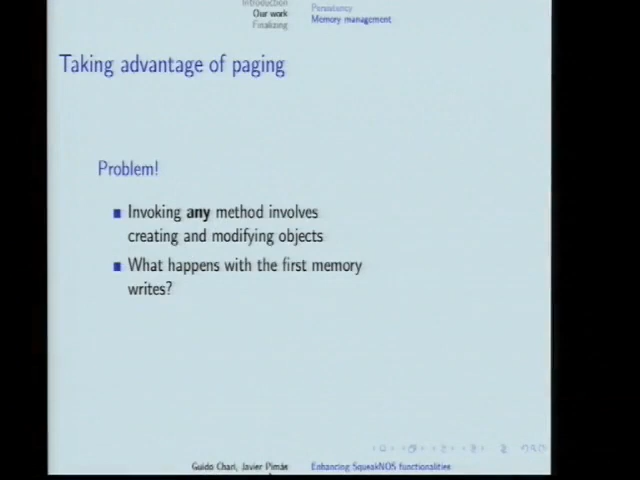 Introduction
Our work
Finalizing
Persistency
Memory management
Taking advantage of paging
Problem!
Invoking any method involves
creating and modifying objects
What happens with the first memory
writes?
Guido Chari, Javier Pimás
Enhancing SqueakNOS functionalities